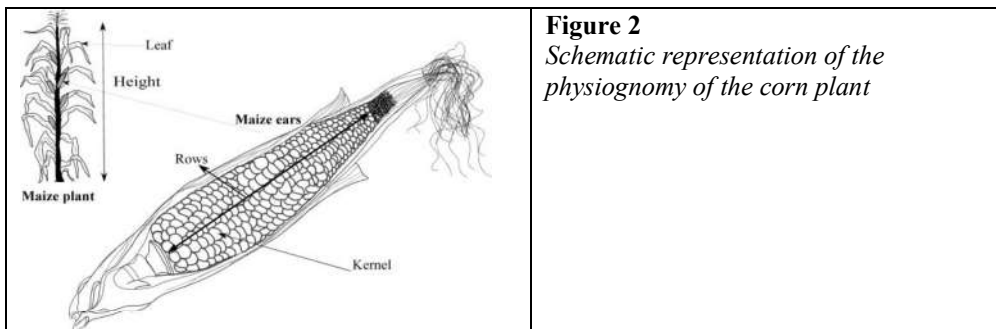 Leaf
Height
Maize ears
Rows
Maize plant
Kernel
Figure 2
Schematic representation of the
physiognomy of the corn plant